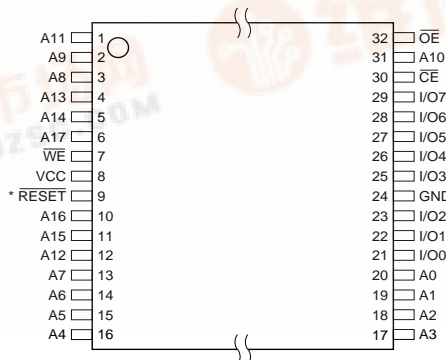 A11 1 32 OE
A9 2 31 A10
A8 3 30 CE
A13 4 29 I/O7
A14 5 28 I/O6
A17 6 27 I/O5
WE 7 26 I/O4
VCC 8 25 I/O3
* RESET 9 24 GND
A16 10 23 I/O2
A15 11 22 I/O1
A12 12 21 I/O0
A7 13 20 A0
A6 14 19 A1
A5 15 18 A2
A4 16 17 A3